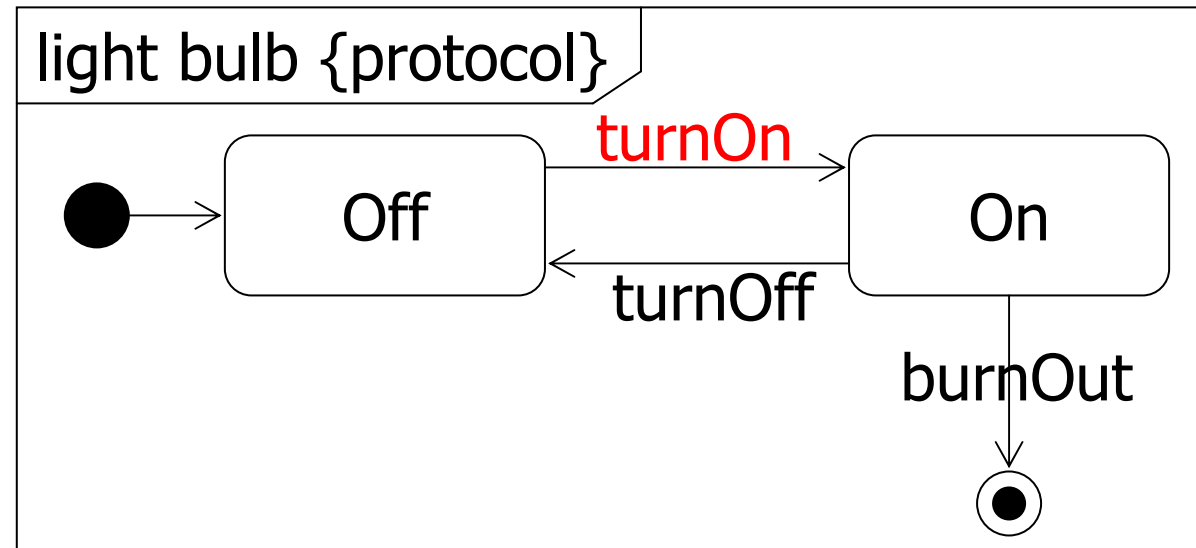 light bulb {protocol}
turnOn
Off
On
turnOff
burnOut